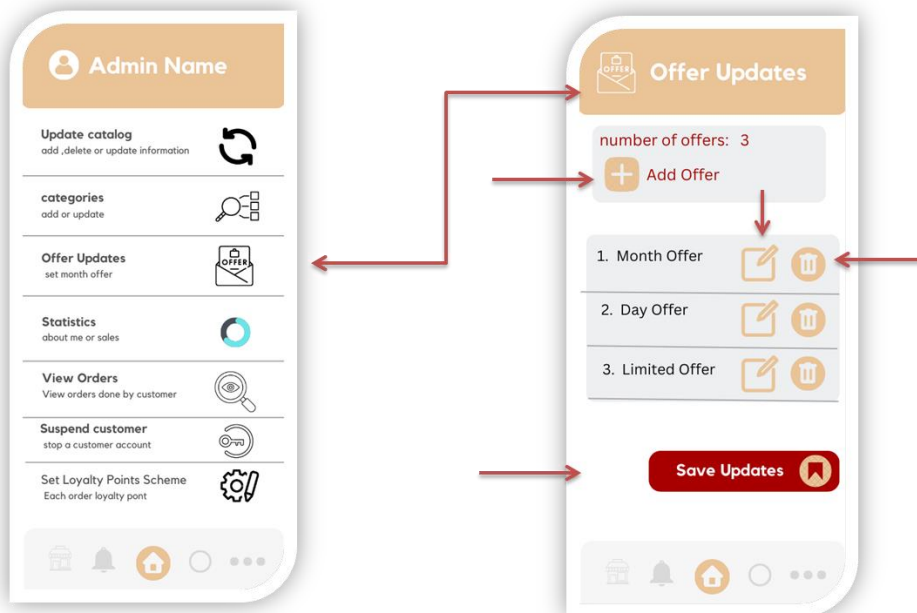 Admin Name
Update catalog
add ,delete or update information
categories
add or update
Offer Updates
set month offer
OFFER
Statistics
about me or sales
View Orders
View orders done by customer
Suspend customer
stop a customer account
Set Loyalty Points Scheme
Each order loyalty pont
OFFER
Offer Updates
number of offers: 3
Add Offer
1. Month Offer
2. Day Offer
3. Limited Offer
Save Updates